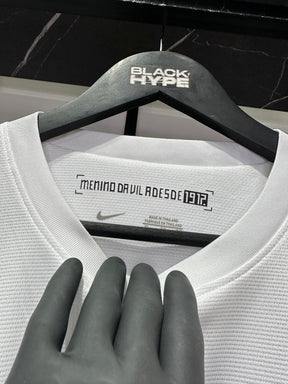 BLACK
HYPE
MENINO DA VILA DESDE 1912
MADE IN THAILAND